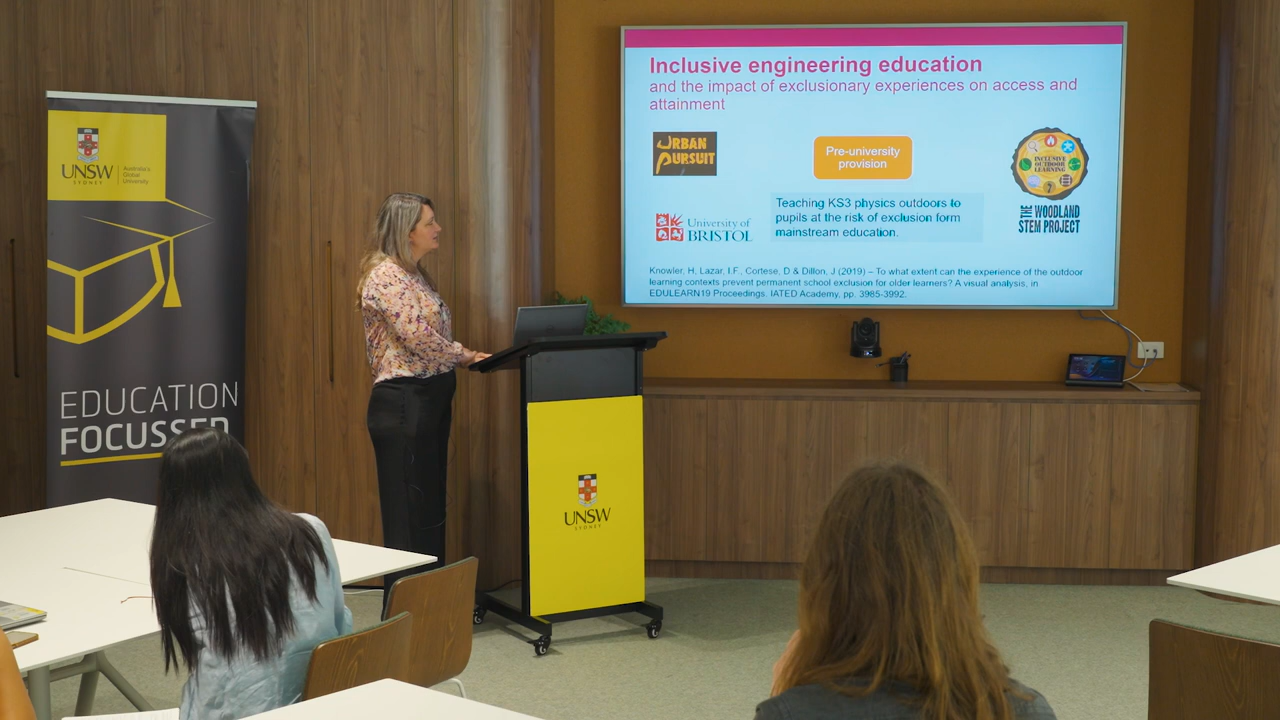 UNSW
SYDNEY
Australia's
Global
University
EDUCATION
FOCUSSED
Inclusive engineering education
and the impact of exclusionary experiences on access and
attainment
URBAN
PURSUIT
Pre-university
provision
INCLUSIVE
OUTDOOR
LEARNING
University of
BRISTOL
Teaching KS3 physics outdoors to
pupils at the risk of exclusion form
mainstream education.
THE WOODLAND
STEM PROJECT
Knowler, H, Lazar, I.F., Cortese, D & Dillon, J (2019) – To what extent can the experience of the outdoor
learning contexts prevent permanent school exclusion for older learners? A visual analysis, in
EDULEARN19 Proceedings. IATED Academy, pp. 3985-3992.
UNSW
SYDNEY